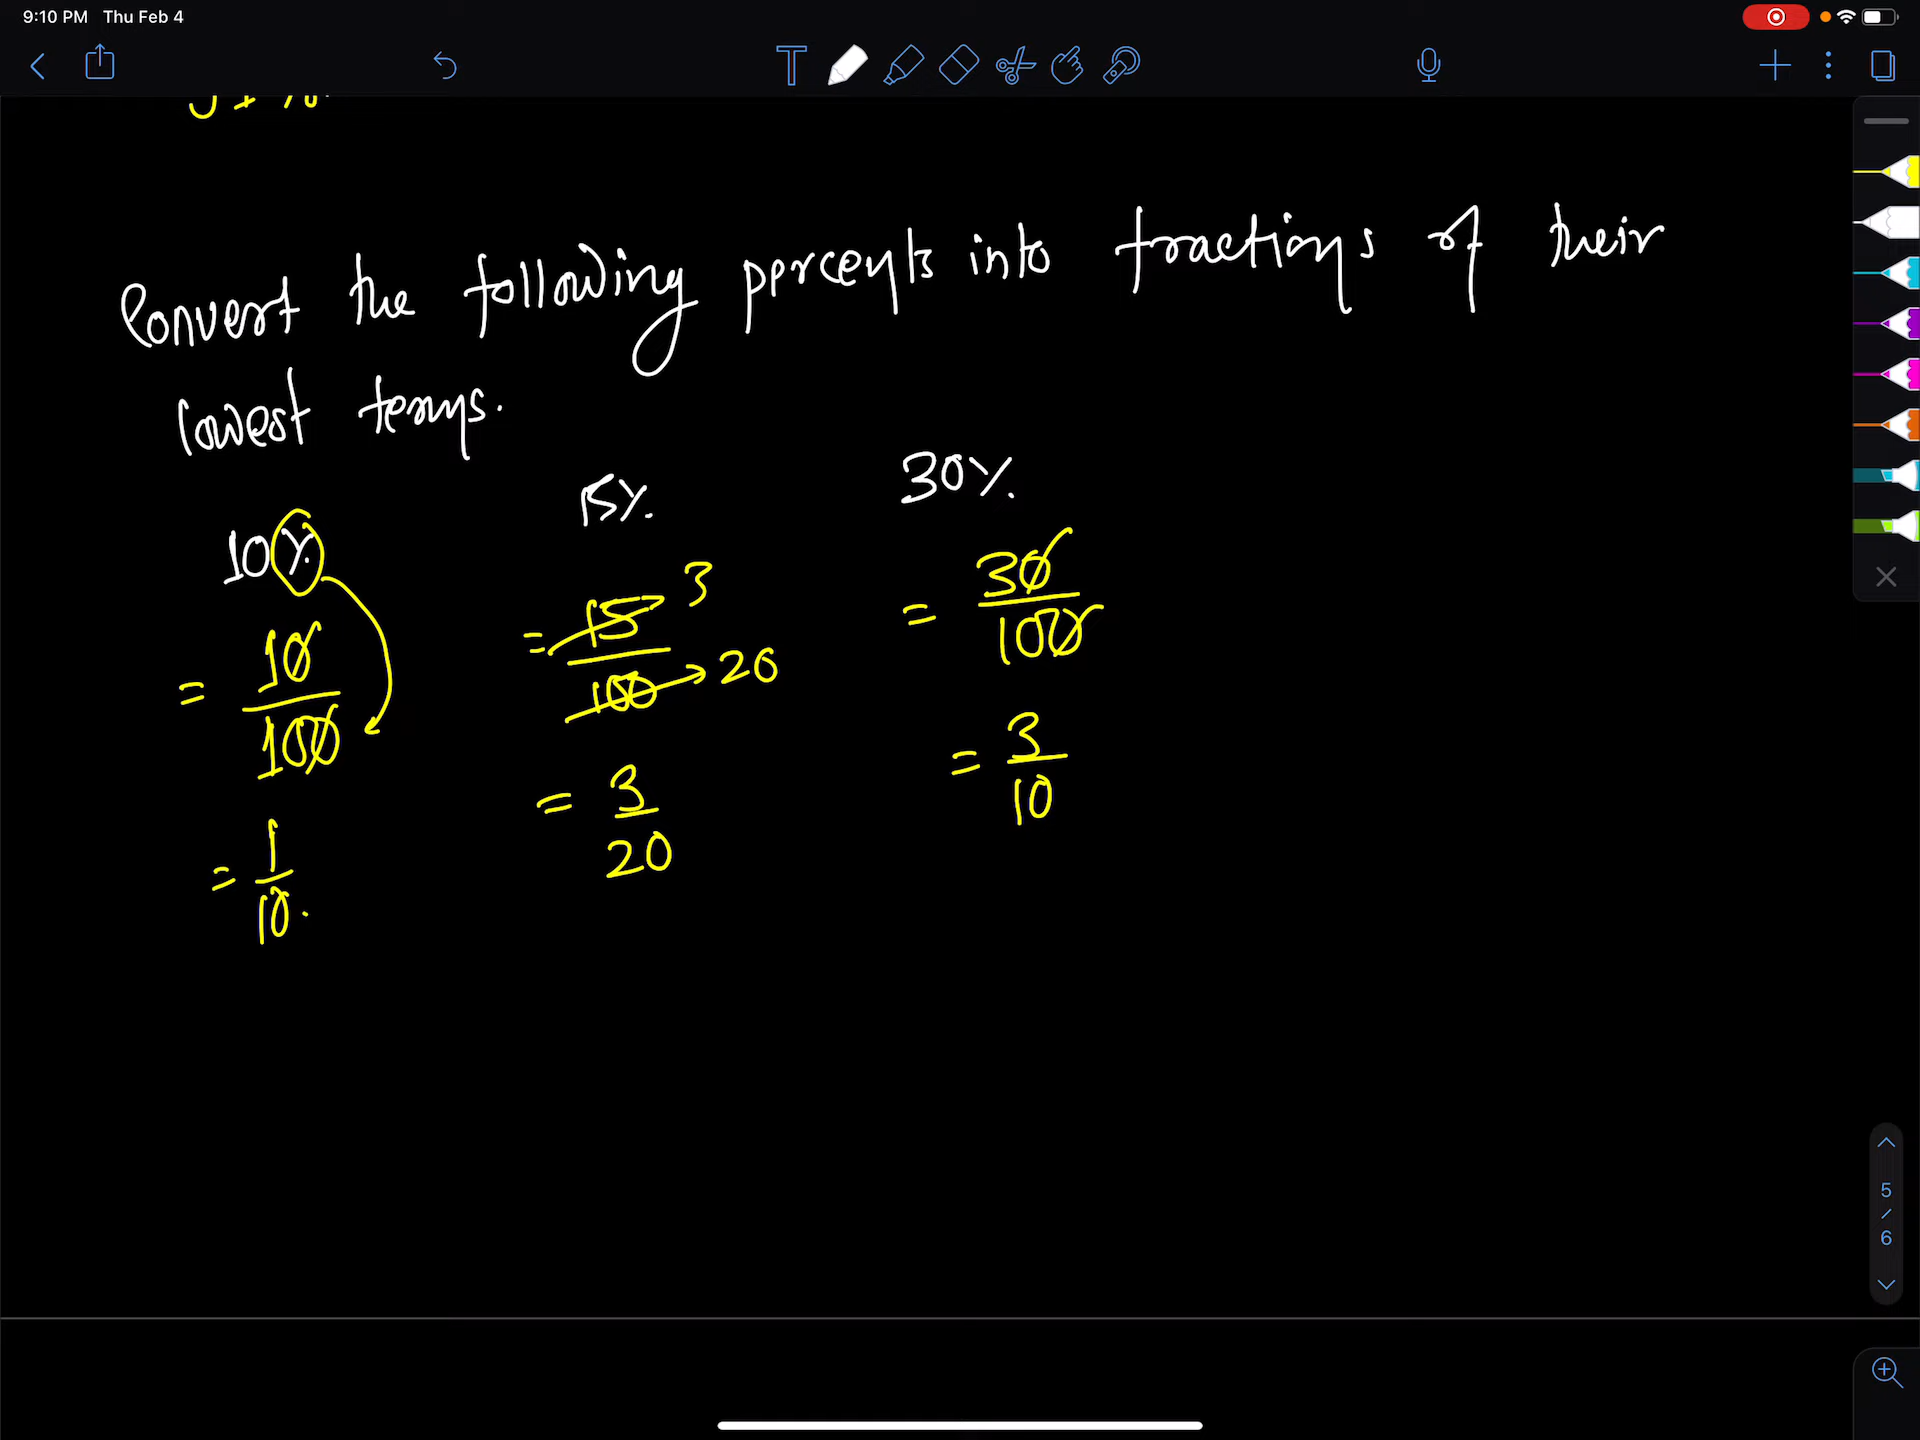 9:10 PM Thu Feb 4
Convert the following percents into fractions of their
lowest terms.
10% 15% 30%
= 10/100 = 15/100 → 3 → 20 = 30/100
= 1/10. = 3/20 = 3/10
5
/
6